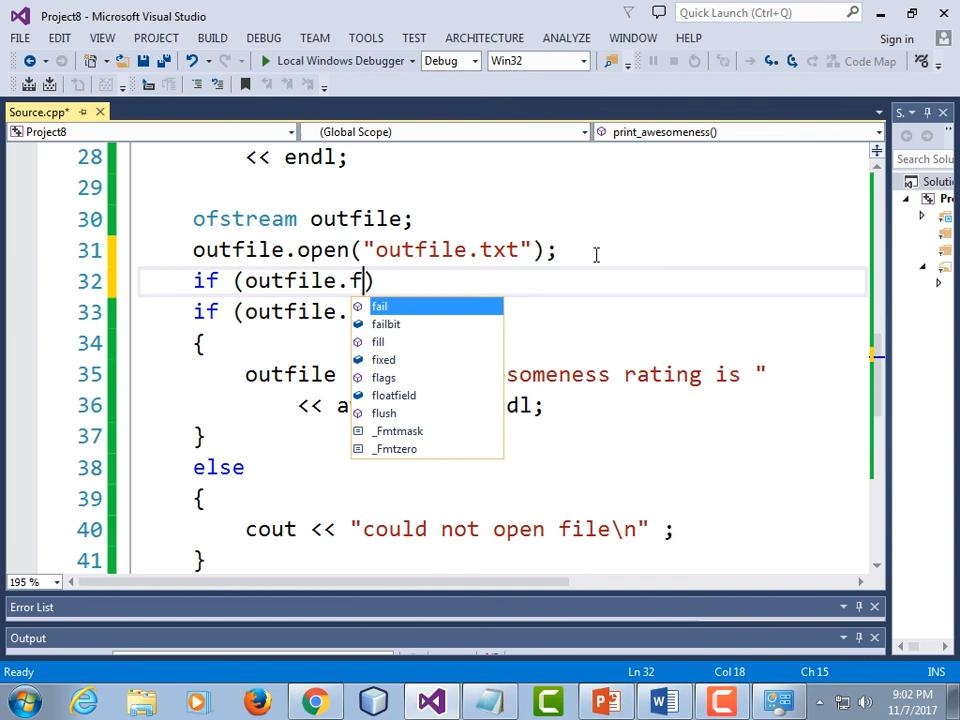 Project8 - Microsoft Visual Studio
Quick Launch (Ctrl+Q)
FILE EDIT VIEW PROJECT BUILD DEBUG TEAM TOOLS TEST ARCHITECTURE ANALYZE WINDOW HELP Sign in
Local Windows Debugger Debug Win32 Code Map
Source.cpp*
S.
Project8 (Global Scope) print_awesomeness()
Search Solu
Soluti
Pr
28 << endl;
29
30 ofstream outfile;
31 outfile.open("outfile.txt");
32 if (outfile.f)
33 if (outfile.
34 {
35 outfile someness rating is "
36 << a dl;
37 }
38 else
39 {
40 cout << "could not open file\n" ;
41 }
fail
failbit
fill
fixed
flags
floatfield
flush
_Fmtmask
_Fmtzero
195 %
Error List
Output
Ready Ln 32 Col 18 Ch 15 INS
9:02 PM
11/7/2017